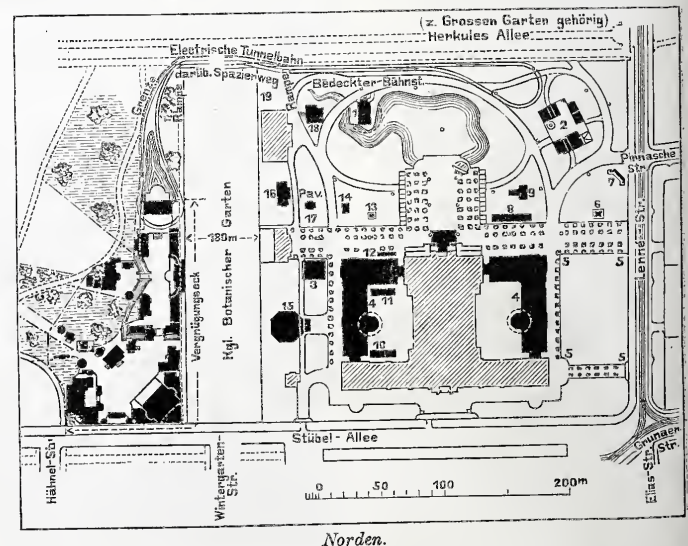 (z. Grossen Garten gehörig)
Herkules Allee
Electrische Tunnelbahn
darüb. Spazierweg
Grenze
Rampe
Rampe
Bedeckter Bahnst.
19
18
1
2
Pirnasche
Str.
7
16
Pav.
17
14
13
9
8
6
189m
Vergnügungseck
Kgl. Botanischer Garten
Lenné-Str.
12
3
5
5
4
11
4
15
10
5
5
Stübel-Allee
Hähnel-Str.
Wintergarten-
Str.
Grunaer
Str.
Elias-Str.
0 50 100 200m
Norden.